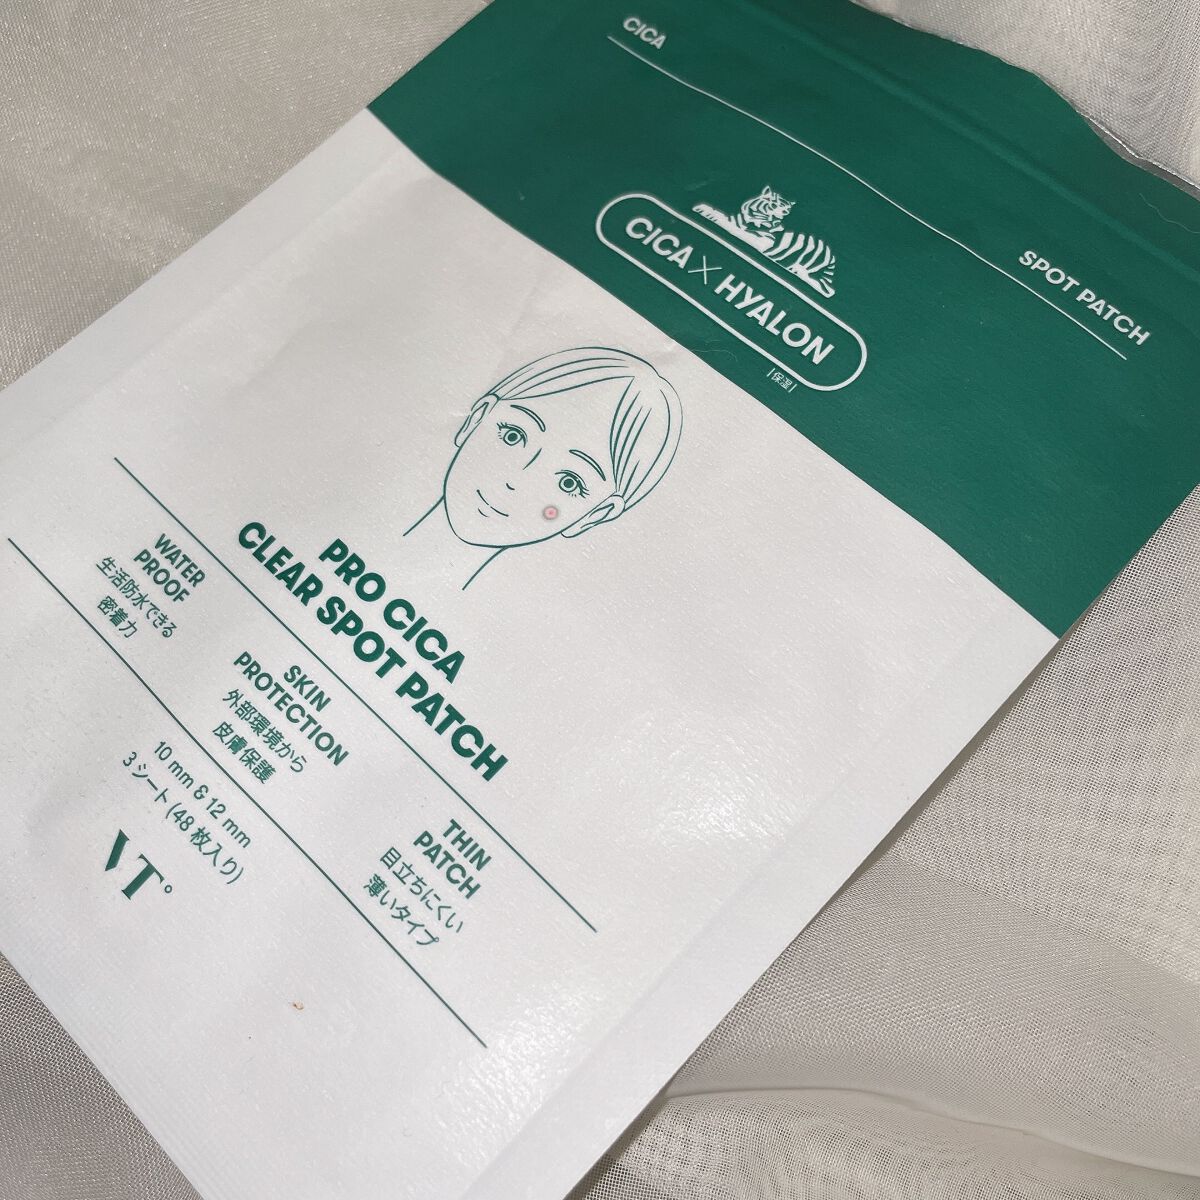 CICA
SPOT PATCH
CICA×HYALON
|保湿|
PRO CICA
CLEAR SPOT PATCH
WATER
PROOF
生活防水できる
密着力
SKIN
PROTECTION
外部環境から
皮膚保護
THIN
PATCH
目立ちにくい
薄いタイプ
10 mm & 12 mm
3シート(48枚入り)
VT